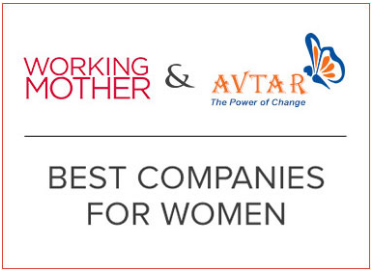 WORKING
MOTHER
&
AVTAR
The Power of Change
BEST COMPANIES
FOR WOMEN